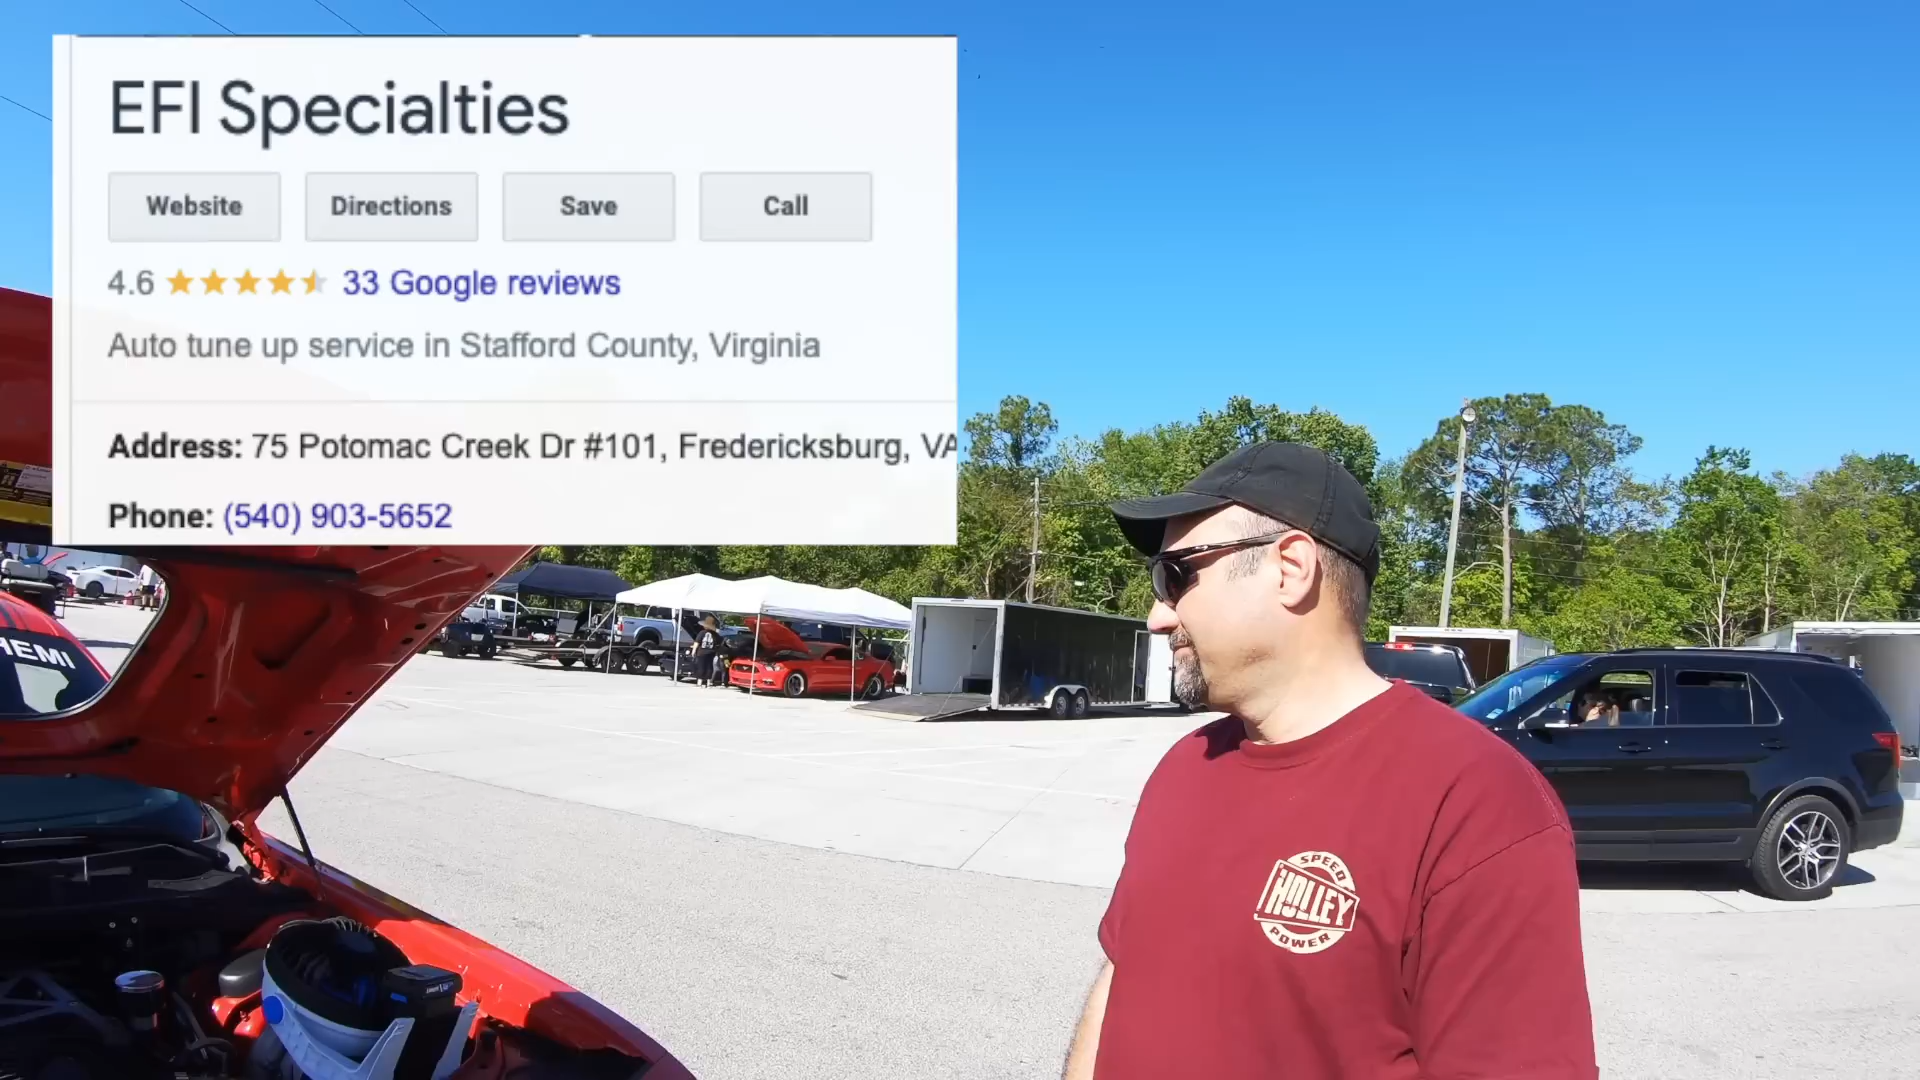 EFI Specialties
Website
Directions
Save
Call
4.6 33 Google reviews
Auto tune up service in Stafford County, Virginia
Address: 75 Potomac Creek Dr #101, Fredericksburg, VA
Phone: (540) 903-5652
HEMI
SPEED
HOLLEY
POWER